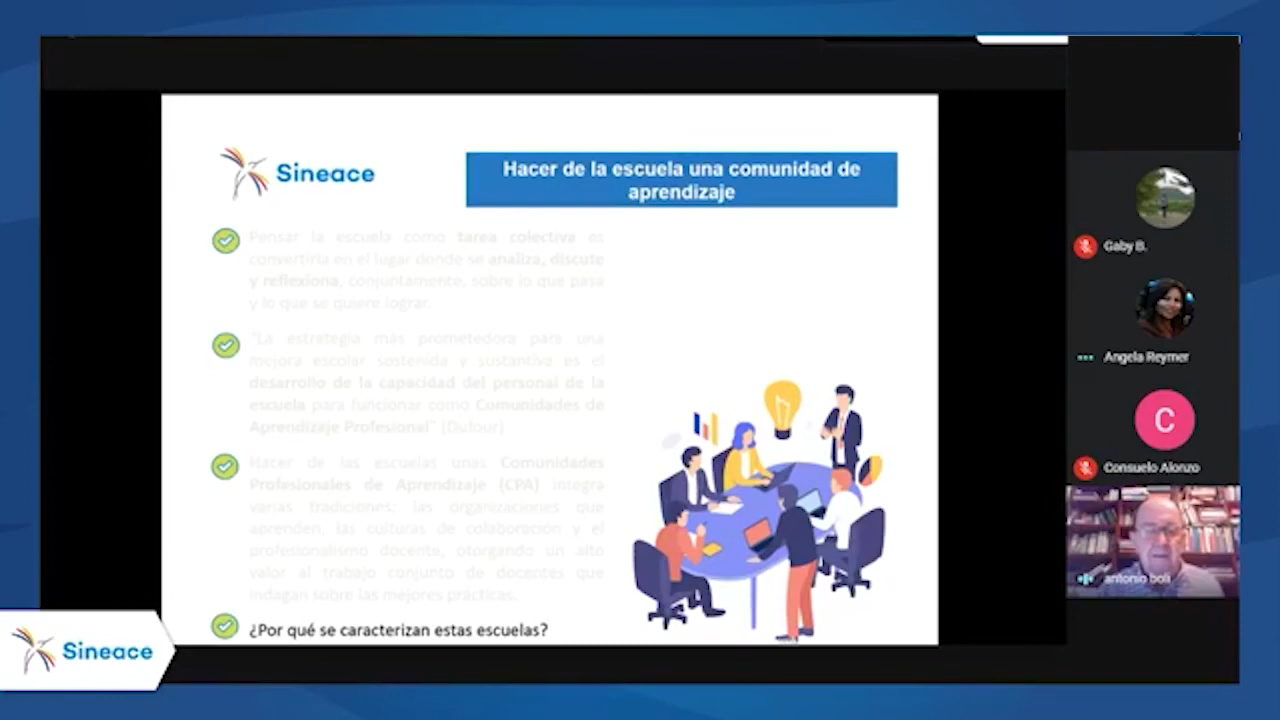 Sineace
Hacer de la escuela una comunidad de
aprendizaje
Pensar la escuela como tarea colectiva es
convertirla en el lugar donde se analiza, discute
y reflexiona, conjuntamente, sobre lo que pasa
y lo que se quiere lograr.
"La estrategia más prometedora para una
mejora escolar sostenida y sustantiva es el
desarrollo de la capacidad del personal de la
escuela para funcionar como Comunidades de
Aprendizaje Profesional" (Dufour)
Hacer de las escuelas unas Comunidades
Profesionales de Aprendizaje (CPA) integra
varias tradiciones: las organizaciones que
aprenden, las culturas de colaboración y el
profesionalismo docente, otorgando un alto
valor al trabajo conjunto de docentes que
indagan sobre las mejores prácticas.
¿Por qué se caracterizan estas escuelas?
Gaby B.
Angela Reymer
C
Consuelo Alonzo
antonio boli
Sineace